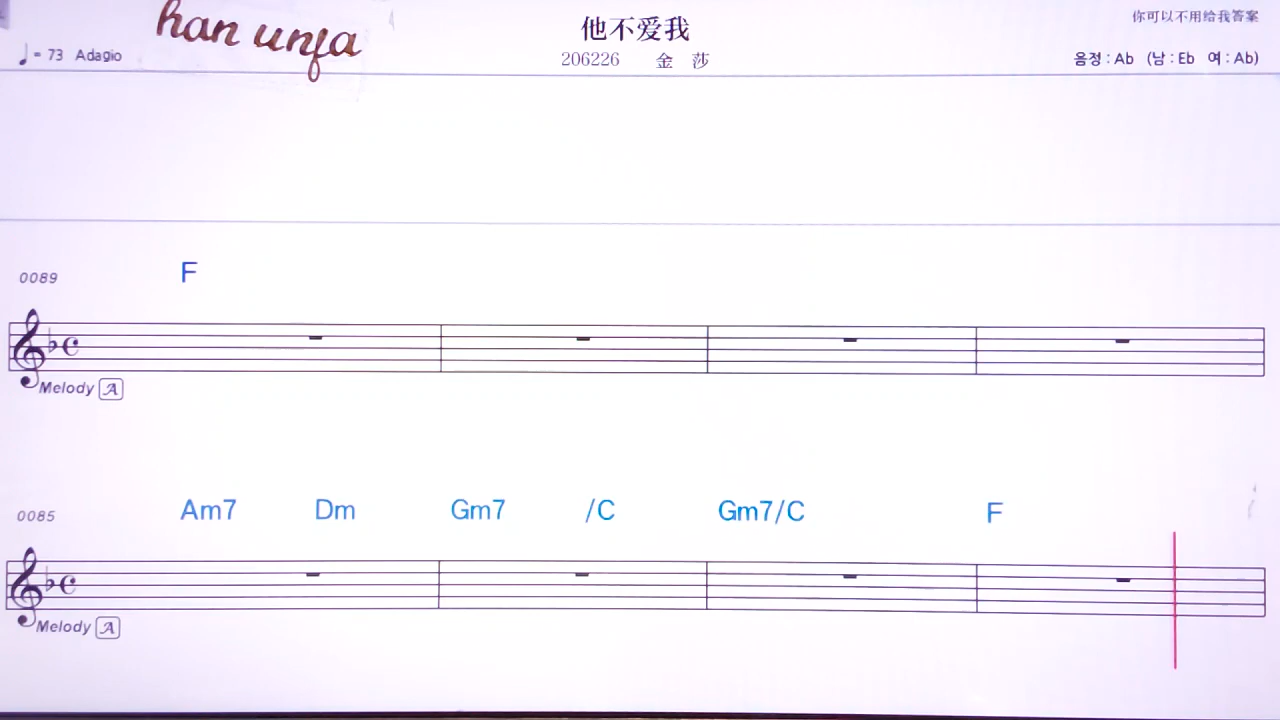 han unja
他不爱我
你可以不用给我答案
= 73 Adagio
206226 金 莎
음정 : Ab (남 : Eb 여 : Ab)
0089 F
Melody A
0085 Am7 Dm Gm7 /C Gm7/C F
Melody A